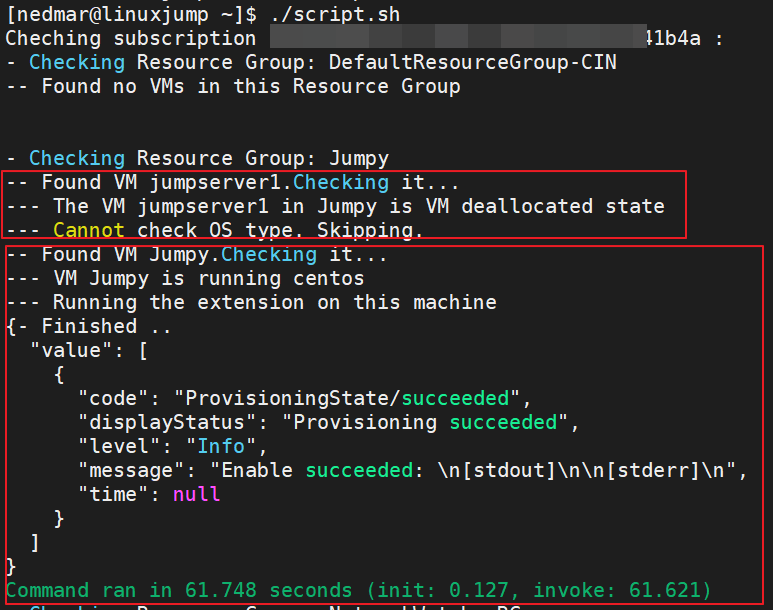 [nedmar@linuxjump ~]$ ./script.sh
Cheching subscription 41b4a :
- Checking Resource Group: DefaultResourceGroup-CIN
-- Found no VMs in this Resource Group
- Checking Resource Group: Jumpy
-- Found VM jumpserver1.Checking it...
--- The VM jumpserver1 in Jumpy is VM deallocated state
--- Cannot check OS type. Skipping.
-- Found VM Jumpy.Checking it...
--- VM Jumpy is running centos
--- Running the extension on this machine
{- Finished ..
  "value": [
    {
      "code": "ProvisioningState/succeeded",
      "displayStatus": "Provisioning succeeded",
      "level": "Info",
      "message": "Enable succeeded: \n[stdout]\n\n[stderr]\n",
      "time": null
    }
  ]
}
Command ran in 61.748 seconds (init: 0.127, invoke: 61.621)